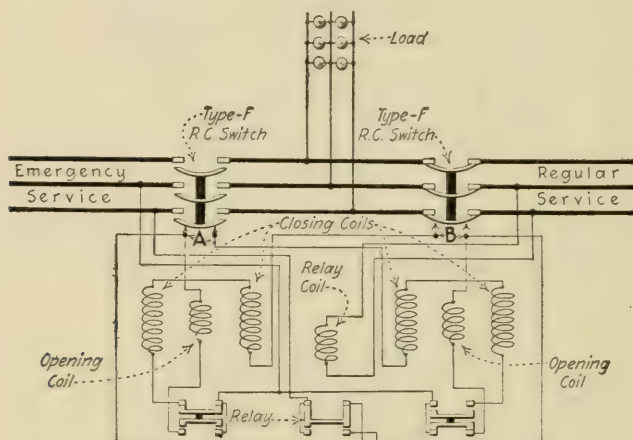 Load
Type-F
R.C. Switch
Type-F
R.C. Switch
Emergency
Service
Regular
Service
A
Closing Coils
B
Relay
Coil
Opening
Coil
Opening
Coil
Relay